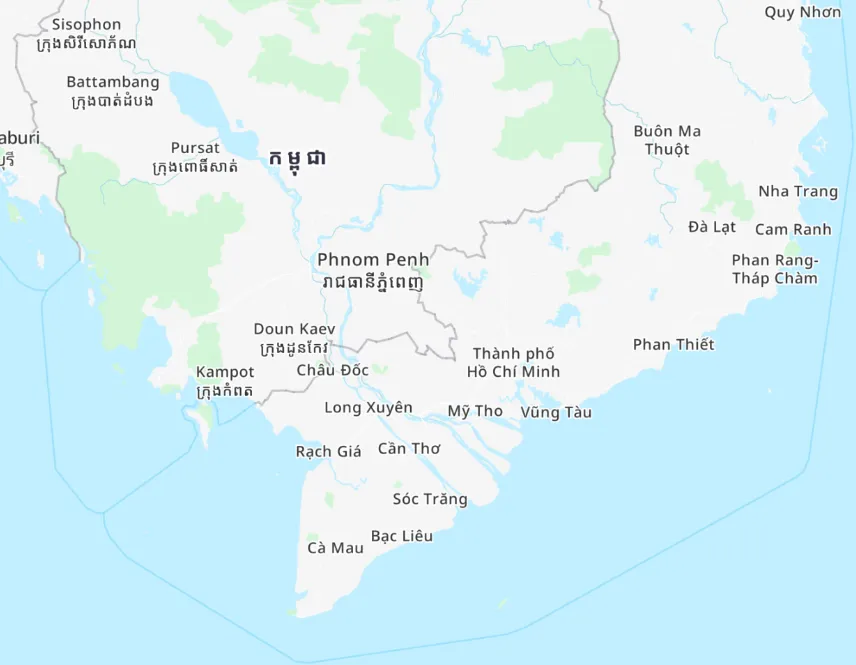 Quy Nhơn
Sisophon
ក្រុងសិរីសោភ័ណ
Battambang
ក្រុងបាត់ដំបង
aburi
Buôn Ma
Thuột
Pursat
ក្រុងពោធិ៍សាត់
កម្ពុជា
Nha Trang
Đà Lạt
Cam Ranh
Phnom Penh
រាជធានីភ្នំពេញ
Phan Rang-
Tháp Chàm
Doun Kaev
ក្រុងដូនកែវ
Phan Thiết
Thành phố
Hồ Chí Minh
Kampot
ក្រុងកំពត
Châu Đốc
Long Xuyên
Mỹ Tho
Vũng Tàu
Rạch Giá
Cần Thơ
Sóc Trăng
Bạc Liêu
Cà Mau